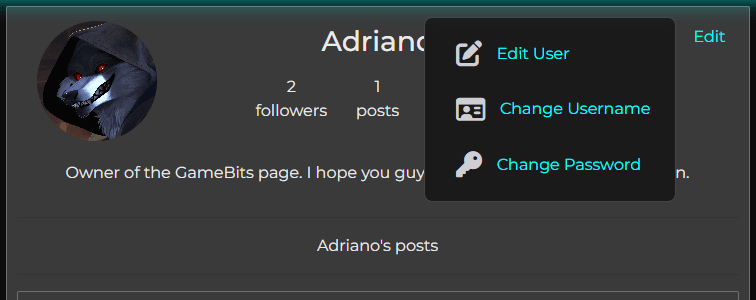 Adriano
Edit
2
followers
1
posts
Edit User
Change Username
Change Password
Owner of the GameBits page. I hope you guy
n.
Adriano's posts